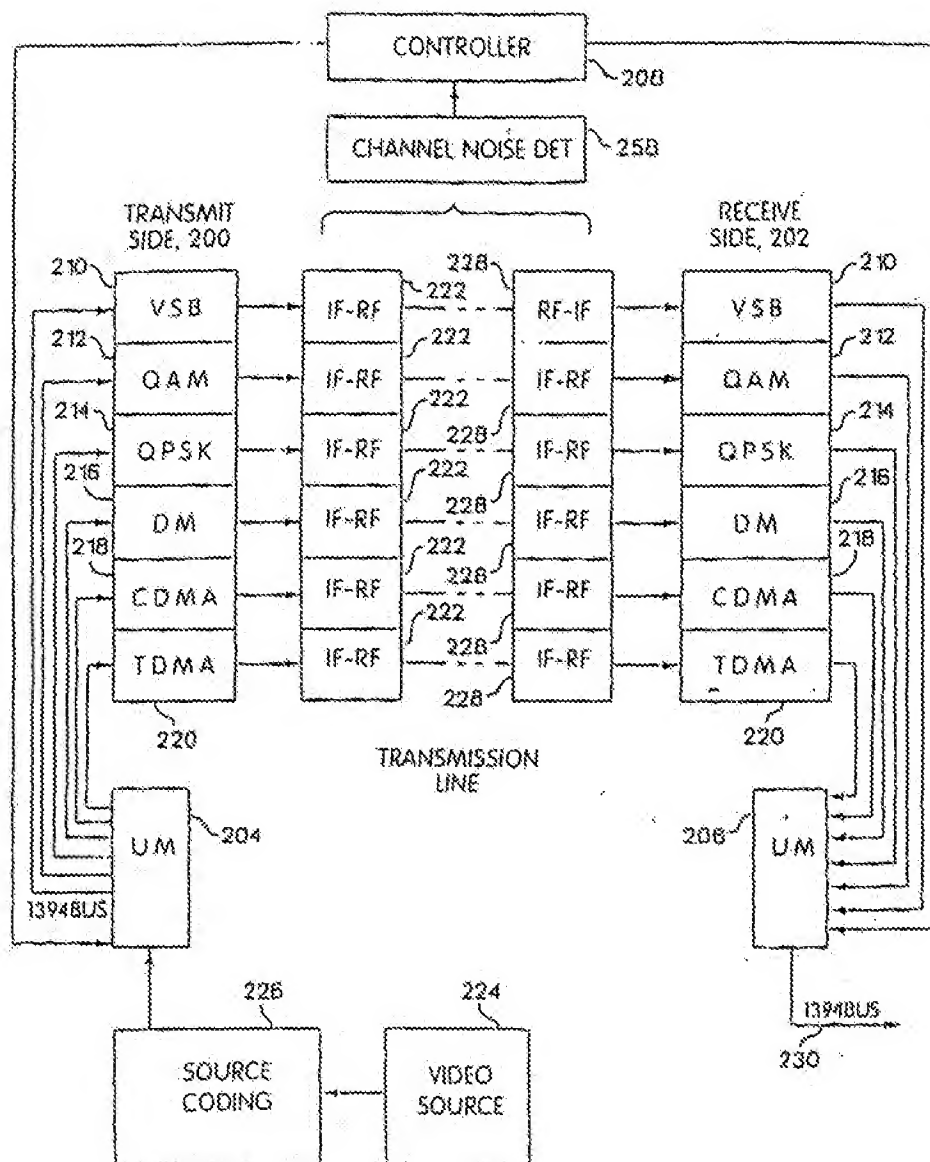 CONTROLLER
208
CHANNEL NOISE DET
258
TRANSMIT
SIDE, 200
RECEIVE
SIDE, 202
210
222
228
210
VSB
IF-RF
RF-IF
VSB
212
222
212
QAM
IF-RF
IF-RF
QAM
214
222
228
214
QPSK
IF-RF
IF-RF
QPSK
216
222
228
216
DM
IF-RF
IF-RF
DM
218
222
228
218
CDMA
IF-RF
IF-RF
CDMA
222
228
TDMA
IF-RF
IF-RF
TDMA
228
220
220
TRANSMISSION
LINE
UM
204
206
UM
1394BUS
226
224
1394BUS
230
SOURCE
CODING
VIDEO
SOURCE